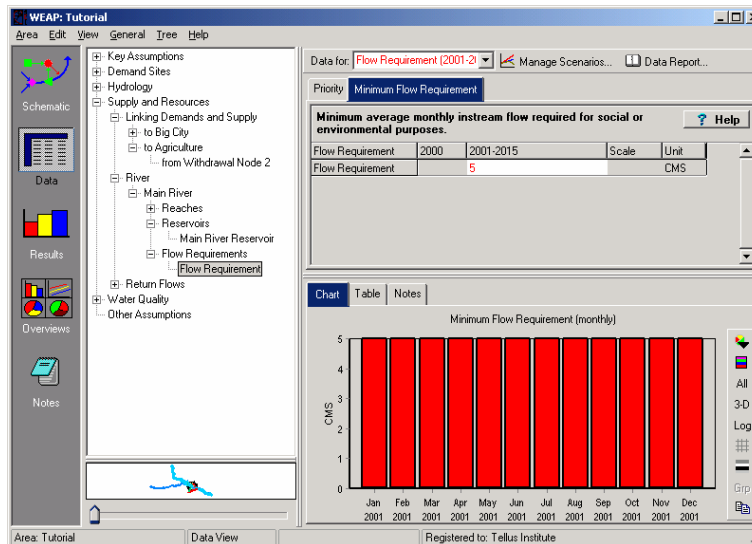 WEAP: Tutorial
Area Edit View General Tree Help
Schematic
Data
Results
Overviews
Notes
Key Assumptions
Demand Sites
Hydrology
Supply and Resources
Linking Demands and Supply
to Big City
to Agriculture
from Withdrawal Node 2
River
Main River
Reaches
Reservoirs
Main River Reservoir
Flow Requirements
Flow Requirement
Return Flows
Water Quality
Other Assumptions
Data for: Flow Requirement (2001-2 Manage Scenarios... Data Report...
Priority Minimum Flow Requirement
Minimum average monthly instream flow required for social or
environmental purposes.
? Help
Flow Requirement 2000 2001-2015 Scale Unit
Flow Requirement 5 CMS
Chart Table Notes
Minimum Flow Requirement (monthly)
CMS
5
4
3
2
1
0
Jan Feb Mar Apr May Jun Jul Aug Sep Oct Nov Dec
2001 2001 2001 2001 2001 2001 2001 2001 2001 2001 2001 2001
All
3-D
Log
Grp
Area: Tutorial Data View Registered to: Tellus Institute